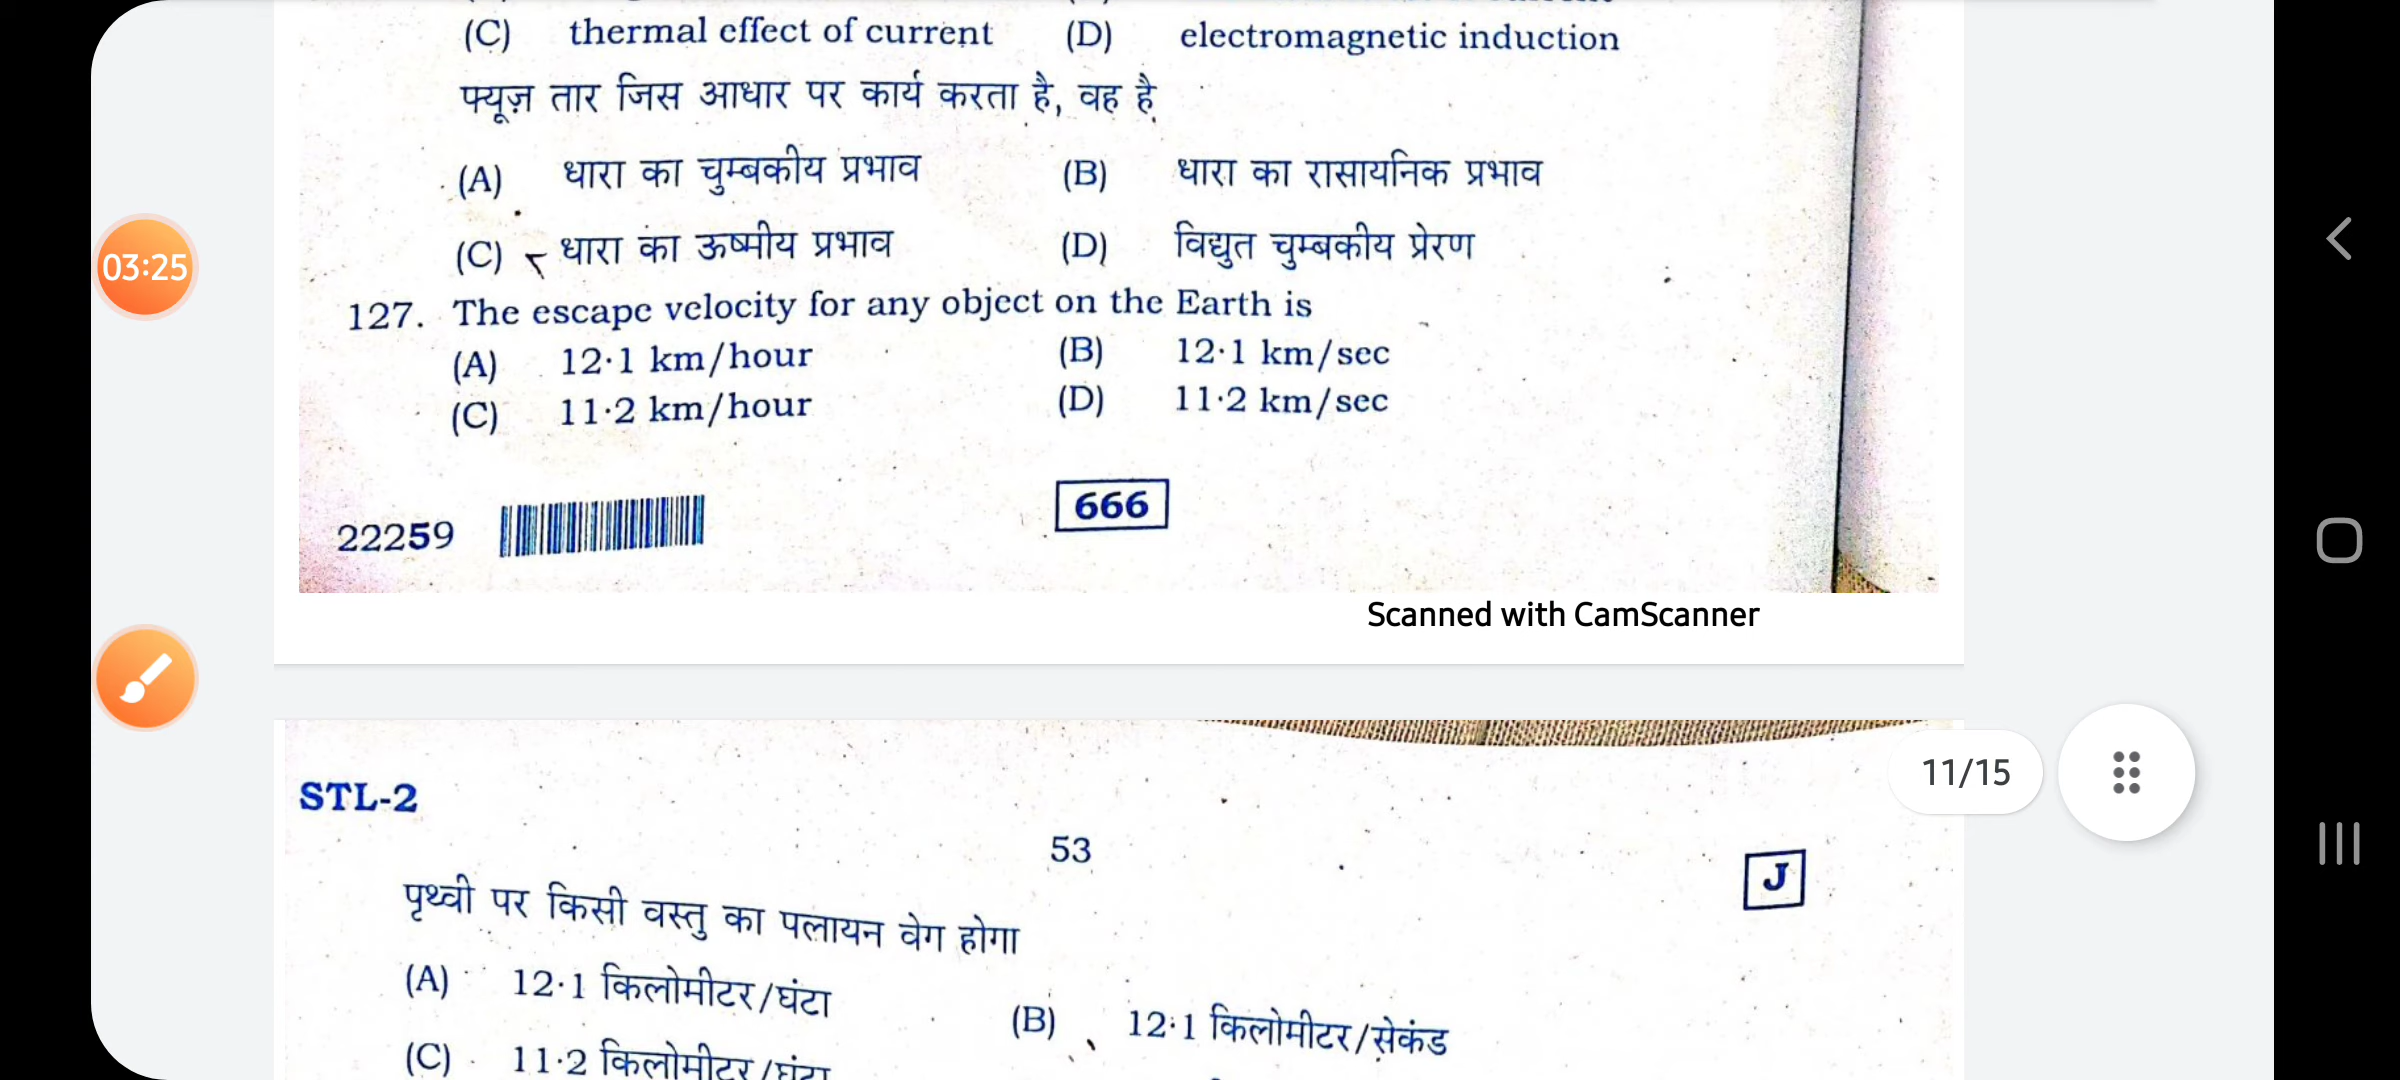 (C) thermal effect of current (D) electromagnetic induction
फ्यूज़ तार जिस आधार पर कार्य करता है, वह है
(A) धारा का चुम्बकीय प्रभाव (B) धारा का रासायनिक प्रभाव
(C) धारा का ऊष्मीय प्रभाव (D) विद्युत चुम्बकीय प्रेरण
127. The escape velocity for any object on the Earth is
(A) 12·1 km/hour (B) 12·1 km/sec
(C) 11·2 km/hour (D) 11·2 km/sec
22259 666
Scanned with CamScanner
03:25
11/15
STL-2
53
J
पृथ्वी पर किसी वस्तु का पलायन वेग होगा
(A) 12·1 किलोमीटर/घंटा (B) 12·1 किलोमीटर/सेकंड
(C) 11·2 किलोमीटर/घंटा